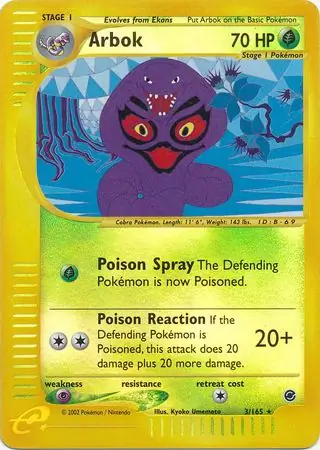 STAGE 1
Evolves from Ekans
Put Arbok on the Basic Pokémon
Arbok
70 HP
Stage 1 Pokémon
Cobra Pokémon. Length: 11' 6", Weight: 143 lbs. ID: B-69
Poison Spray The Defending
Pokémon is now Poisoned.
Poison Reaction If the
Defending Pokémon is
Poisoned, this attack does 20
damage plus 20 more damage.
20+
weakness
resistance
retreat cost
e
© 2002 Pokémon / Nintendo
Illus. Kyoko Umemoto
3/165 ★